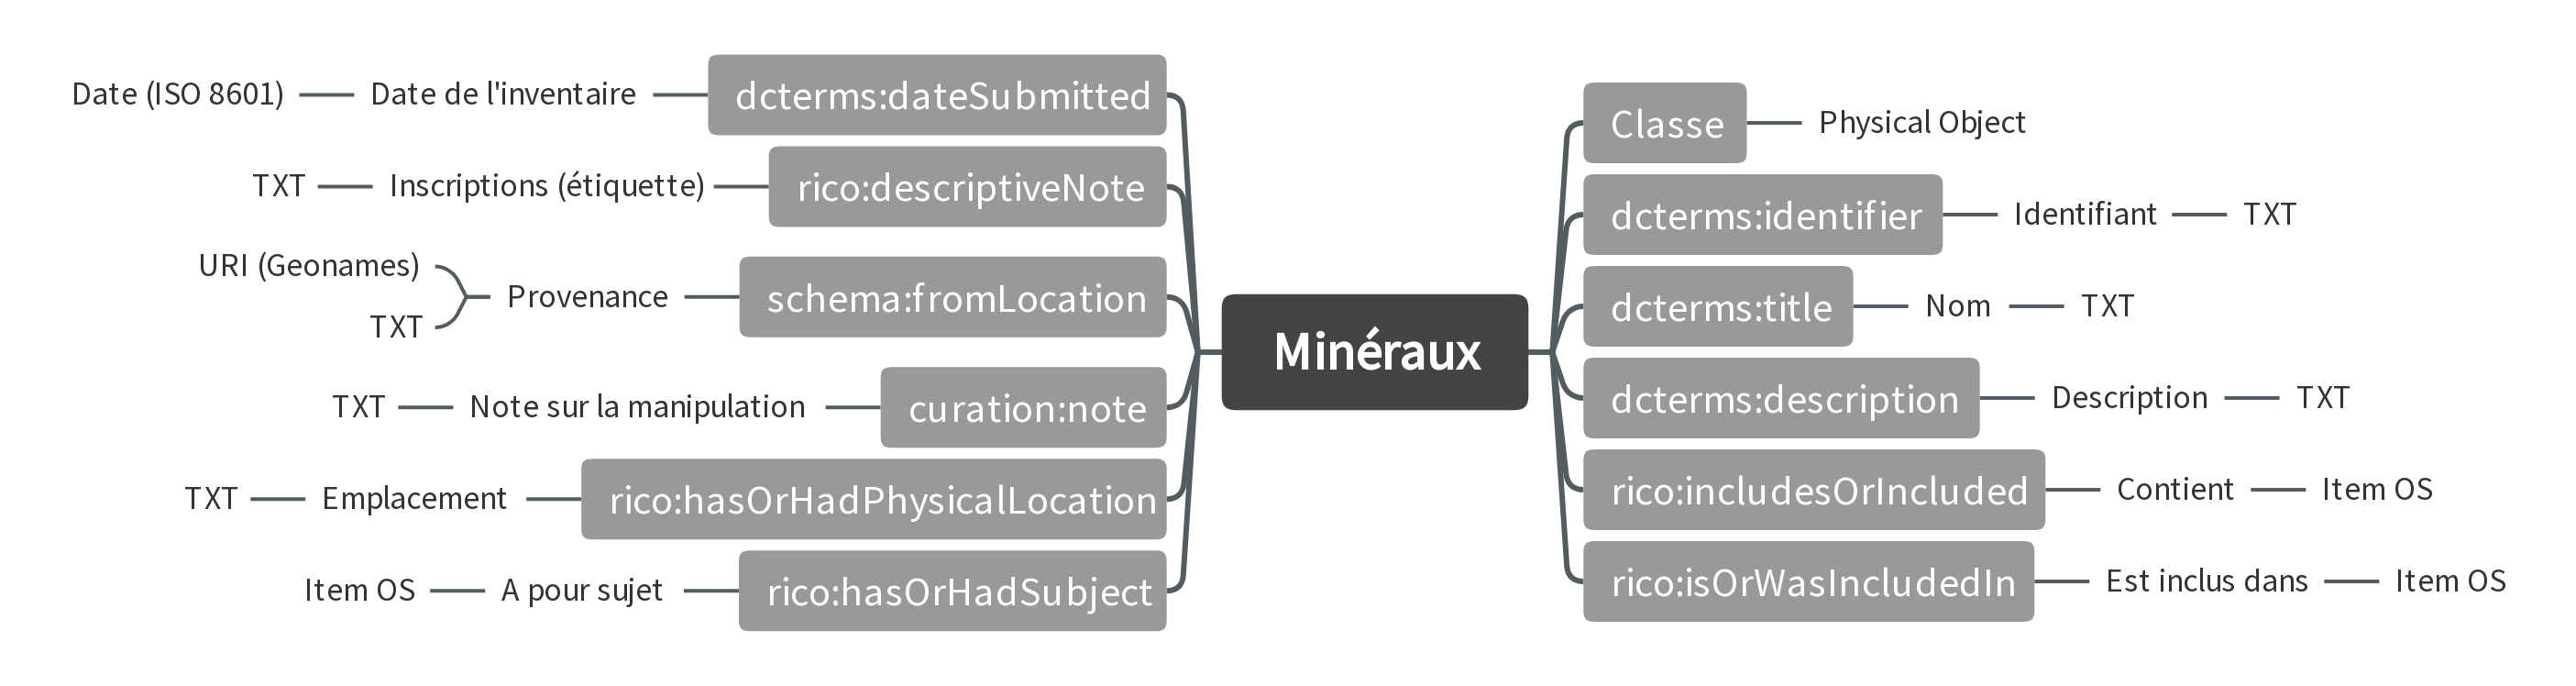 Minéraux
Classe — Physical Object
dcterms:identifier — Identifiant — TXT
dcterms:title — Nom — TXT
dcterms:description — Description — TXT
rico:includesOrIncluded — Contient — Item OS
rico:isOrWasIncludedIn — Est inclus dans — Item OS
Date (ISO 8601) — Date de l'inventaire — dcterms:dateSubmitted
TXT — Inscriptions (étiquette) — rico:descriptiveNote
URI (Geonames)
TXT
Provenance — schema:fromLocation
TXT — Note sur la manipulation — curation:note
TXT — Emplacement — rico:hasOrHadPhysicalLocation
Item OS — A pour sujet — rico:hasOrHadSubject